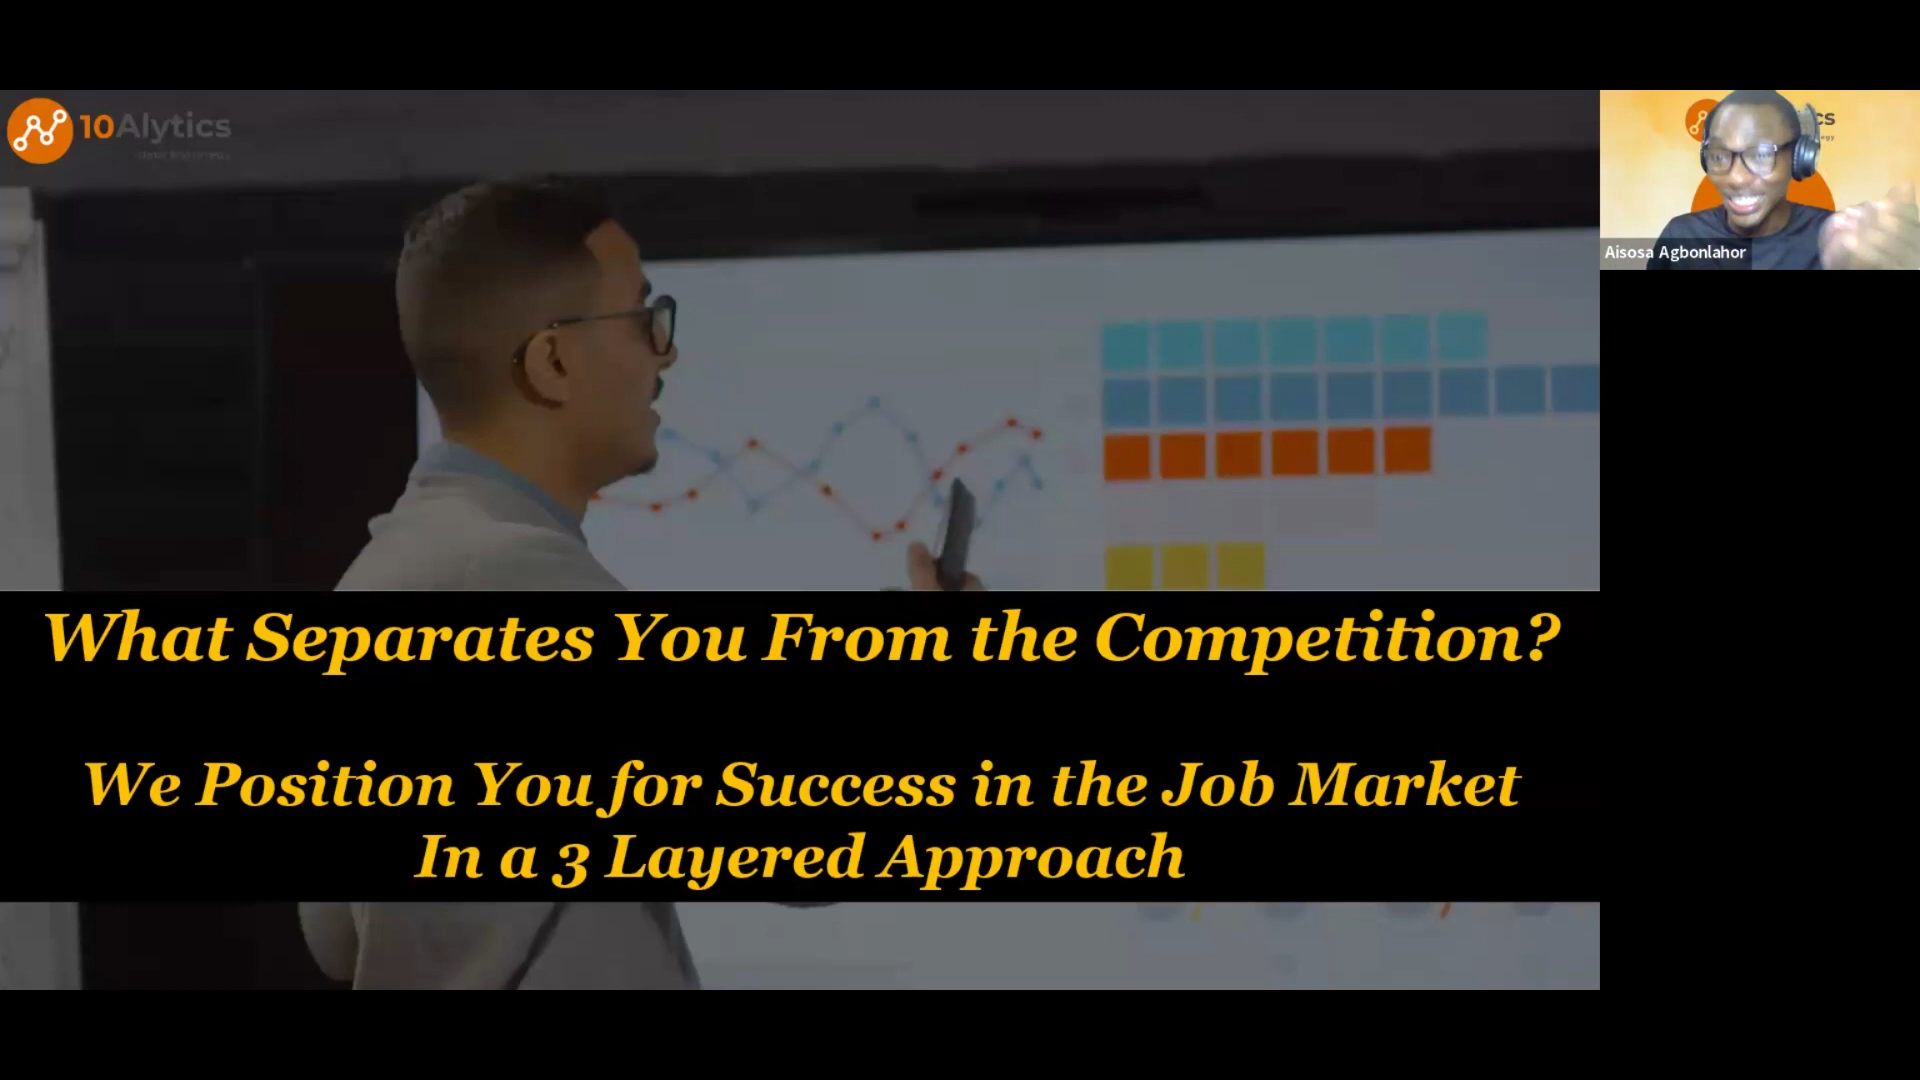 10Alytics
cs
Aisosa Agbonlahor
What Separates You From the Competition?
We Position You for Success in the Job Market
In a 3 Layered Approach